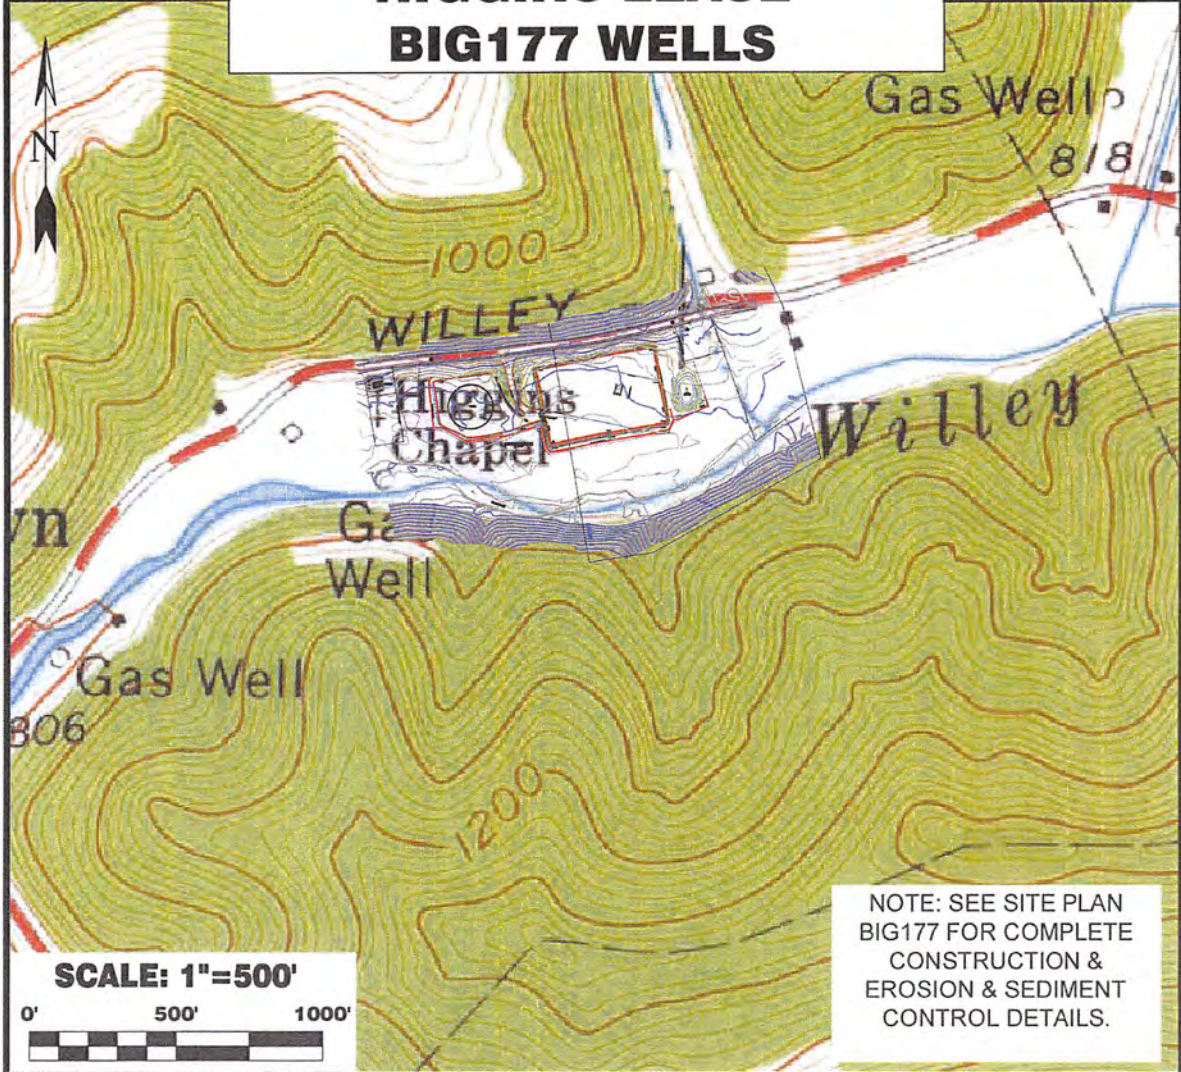 BIG177 WELLS
N
Gas Well
818
1000
WILLEY
Higgins
Chapel
Willey
Well
Gas Well
806
1200
SCALE: 1"=500'
0' 500' 1000'
NOTE: SEE SITE PLAN
BIG177 FOR COMPLETE
CONSTRUCTION &
EROSION & SEDIMENT
CONTROL DETAILS.